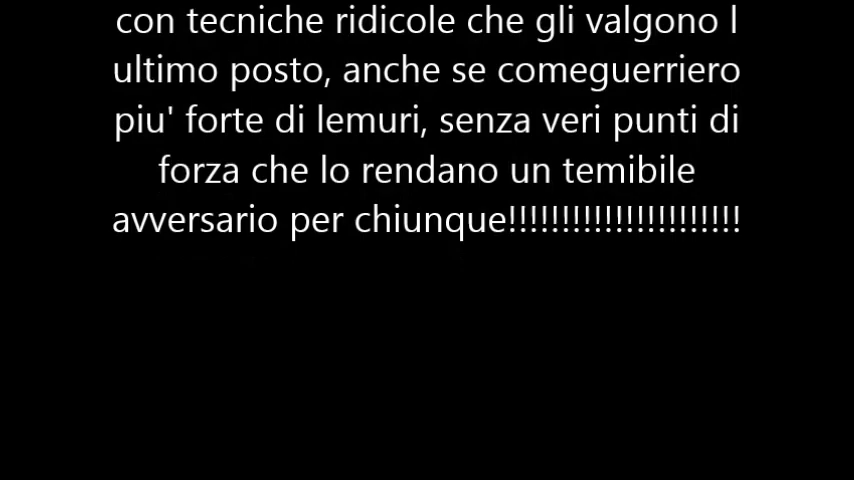 con tecniche ridicole che gli valgono l
ultimo posto, anche se comeguerriero
piu' forte di lemuri, senza veri punti di
forza che lo rendano un temibile
avversario per chiunque!!!!!!!!!!!!!!!!!!!!!!